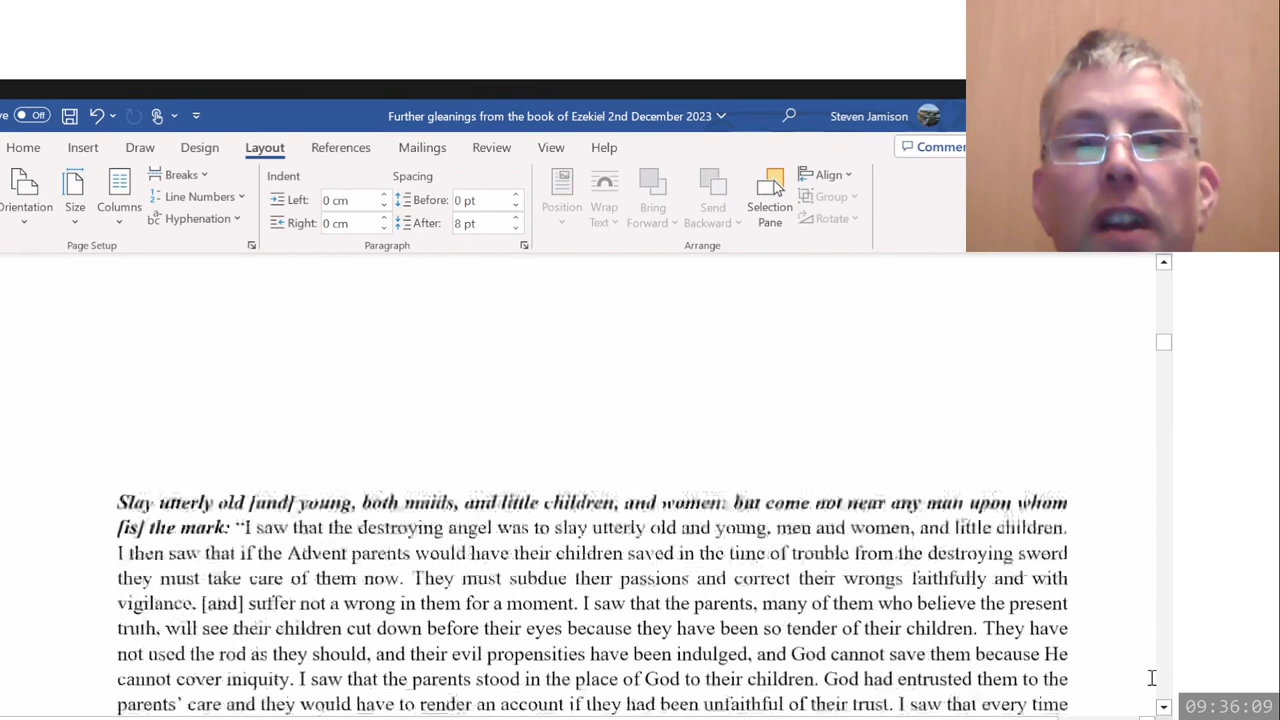 ve Off Further gleanings from the book of Ezekiel 2nd December 2023 Steven Jamison
Home Insert Draw Design Layout References Mailings Review View Help Commen
Orientation Size Columns Breaks Line Numbers Hyphenation
Page Setup
Indent Spacing
Left: 0 cm Before: 0 pt
Right: 0 cm After: 8 pt
Paragraph
Position Wrap Text Bring Forward Send Backward Selection Pane Align Group Rotate
Arrange
Slay utterly old [and] young, both maids, and little children, and women: but come not near any man upon whom
[is] the mark: “I saw that the destroying angel was to slay utterly old and young, men and women, and little children.
I then saw that if the Advent parents would have their children saved in the time of trouble from the destroying sword
they must take care of them now. They must subdue their passions and correct their wrongs faithfully and with
vigilance, [and] suffer not a wrong in them for a moment. I saw that the parents, many of them who believe the present
truth, will see their children cut down before their eyes because they have been so tender of their children. They have
not used the rod as they should, and their evil propensities have been indulged, and God cannot save them because He
cannot cover iniquity. I saw that the parents stood in the place of God to their children. God had entrusted them to the
parents’ care and they would have to render an account if they had been unfaithful of their trust. I saw that every time
09:36:09